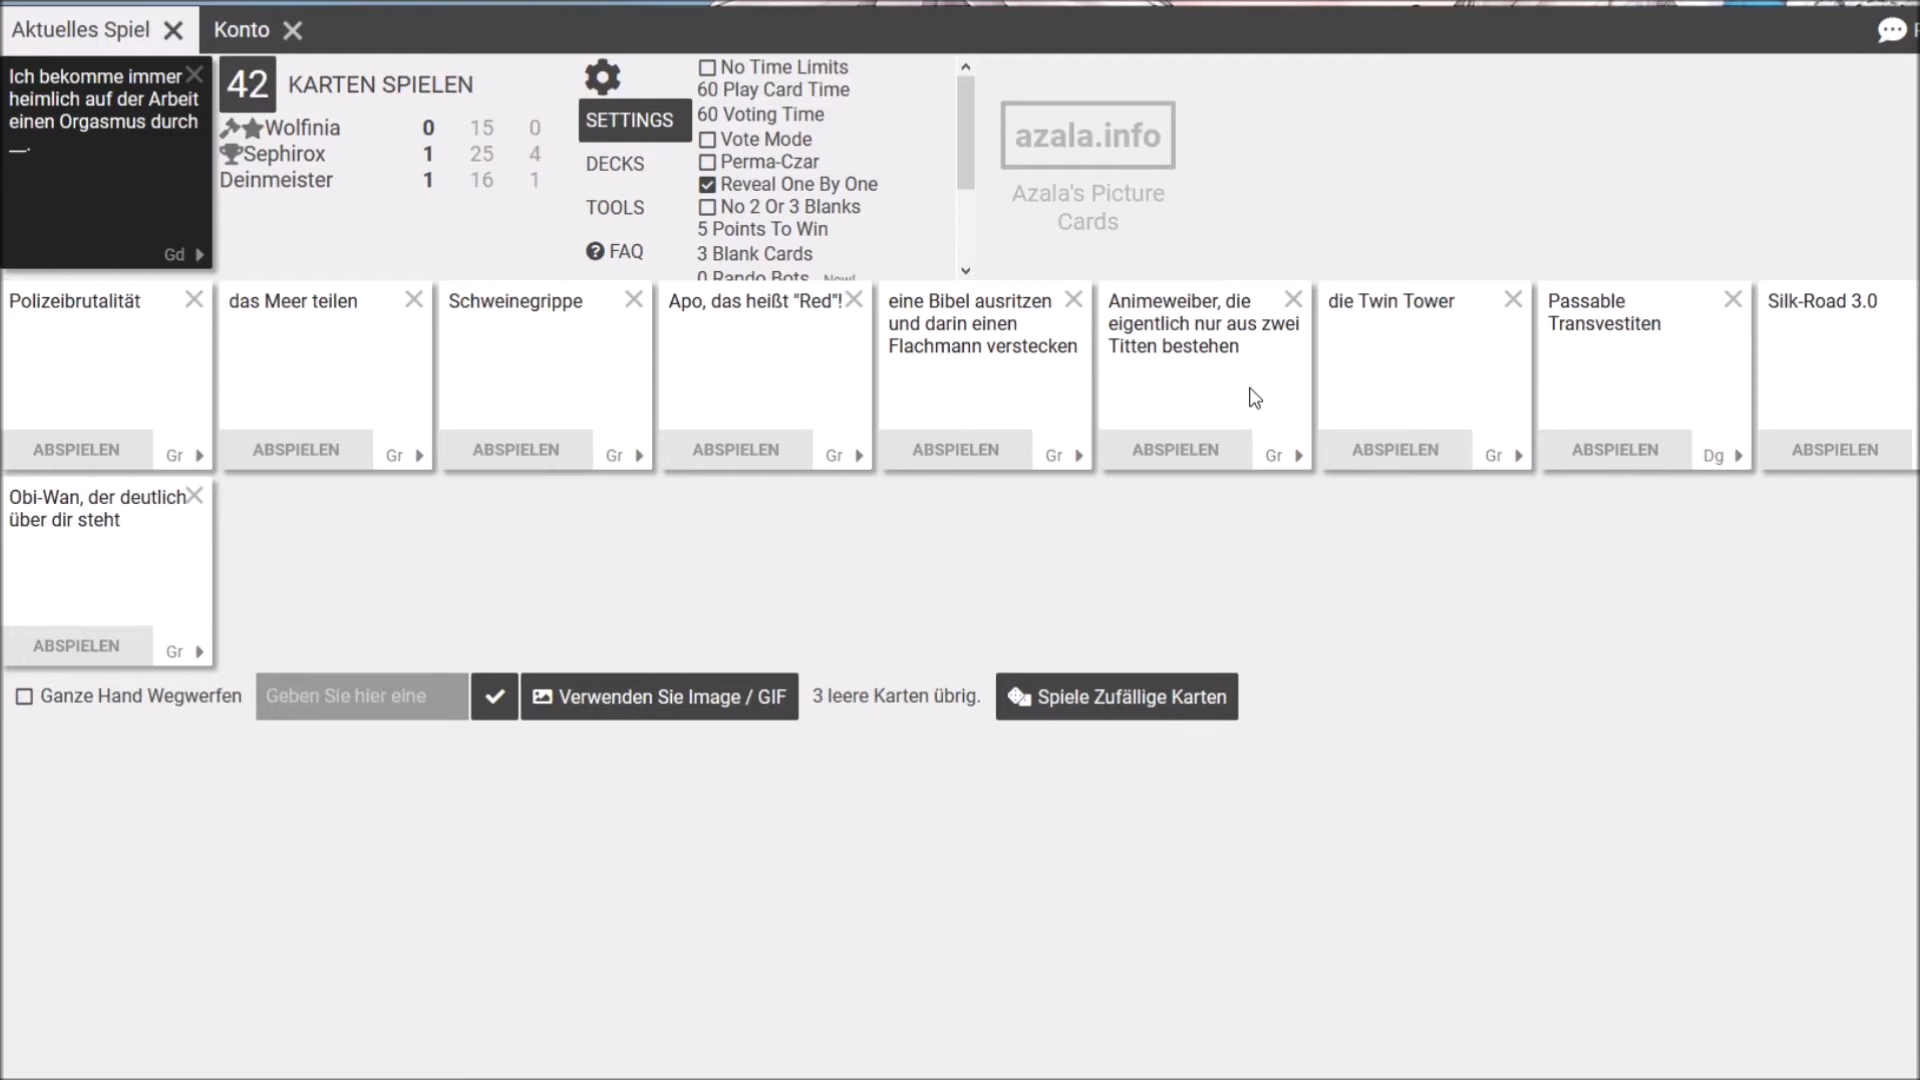 Aktuelles Spiel
Konto
Ich bekomme immer
heimlich auf der Arbeit
einen Orgasmus durch
__.
Gd
42 KARTEN SPIELEN
Wolfinia 0 15 0
Sephirox 1 25 4
Deinmeister 1 16 1
SETTINGS
DECKS
TOOLS
FAQ
No Time Limits
60 Play Card Time
60 Voting Time
Vote Mode
Perma-Czar
Reveal One By One
No 2 Or 3 Blanks
5 Points To Win
3 Blank Cards
0 Rando Bots New!
azala.info
Azala's Picture
Cards
Polizeibrutalität
ABSPIELEN
Gr
das Meer teilen
ABSPIELEN
Gr
Schweinegrippe
ABSPIELEN
Gr
Apo, das heißt "Red"!
ABSPIELEN
Gr
eine Bibel ausritzen
und darin einen
Flachmann verstecken
ABSPIELEN
Gr
Animeweiber, die
eigentlich nur aus zwei
Titten bestehen
ABSPIELEN
Gr
die Twin Tower
ABSPIELEN
Gr
Passable
Transvestiten
ABSPIELEN
Dg
Silk-Road 3.0
ABSPIELEN
Obi-Wan, der deutlich
über dir steht
ABSPIELEN
Gr
Ganze Hand Wegwerfen
Geben Sie hier eine
Verwenden Sie Image / GIF
3 leere Karten übrig.
Spiele Zufällige Karten